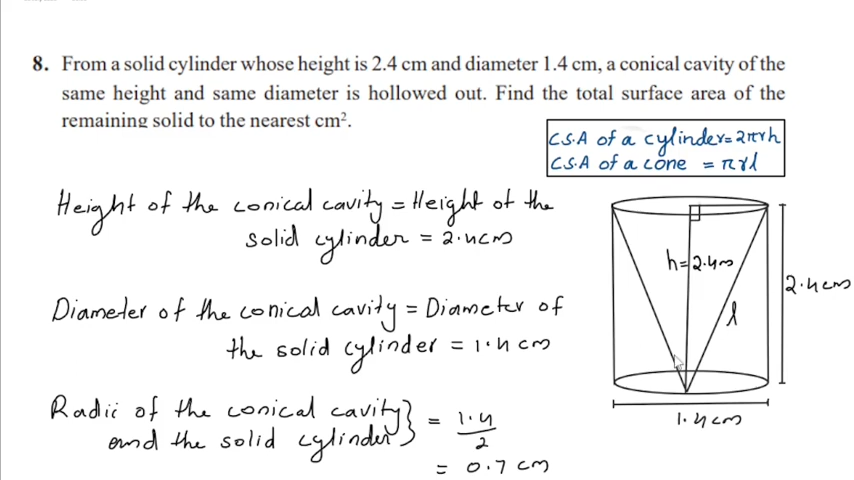 8. From a solid cylinder whose height is 2.4 cm and diameter 1.4 cm, a conical cavity of the
same height and same diameter is hollowed out. Find the total surface area of the
remaining solid to the nearest cm².
C.S.A of a cylinder=2πrh
C.S.A of a cone = πrl
Height of the conical cavity = Height of the
solid cylinder = 2.4cm
Diameter of the conical cavity = Diameter of
the solid cylinder = 1.4 cm
Radii of the conical cavity
and the solid cylinder } = 1.4/2
= 0.7 cm
h=2.4cm
l
2.4cm
1.4cm